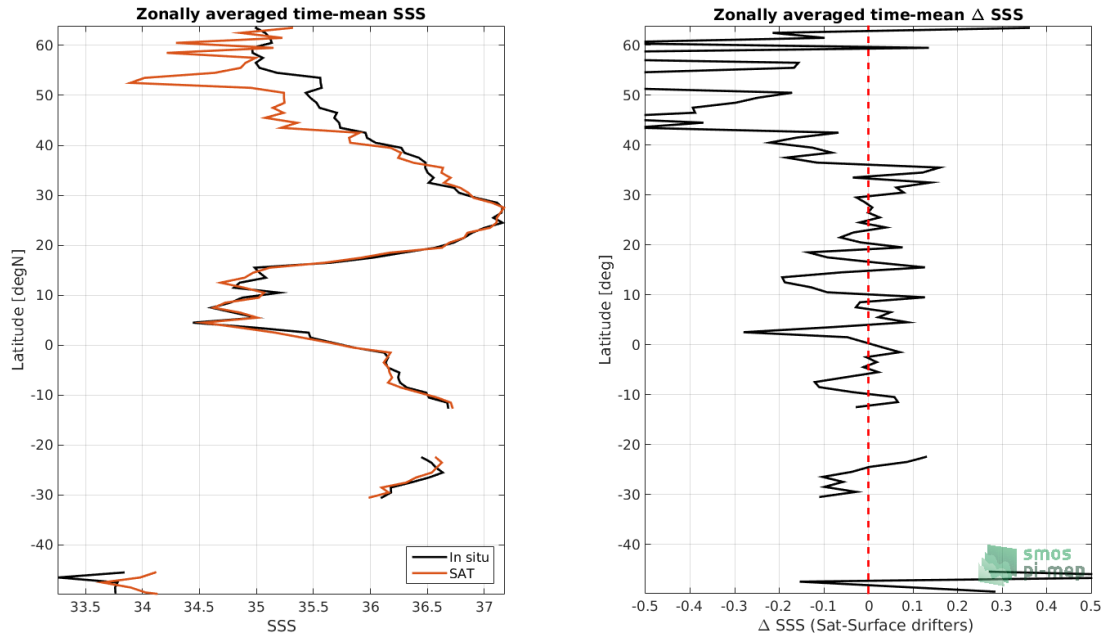 Zonally averaged time-mean SSS
60
50
40
30
20
10
0
-10
-20
-30
-40
Latitude [degN]
In situ
SAT
33.5 34 34.5 35 35.5 36 36.5 37
SSS
Zonally averaged time-mean Δ SSS
60
50
40
30
20
10
0
-10
-20
-30
-40
Latitude [deg]
smos
pi-mep
-0.5 -0.4 -0.3 -0.2 -0.1 0 0.1 0.2 0.3 0.4 0.5
Δ SSS (Sat-Surface drifters)